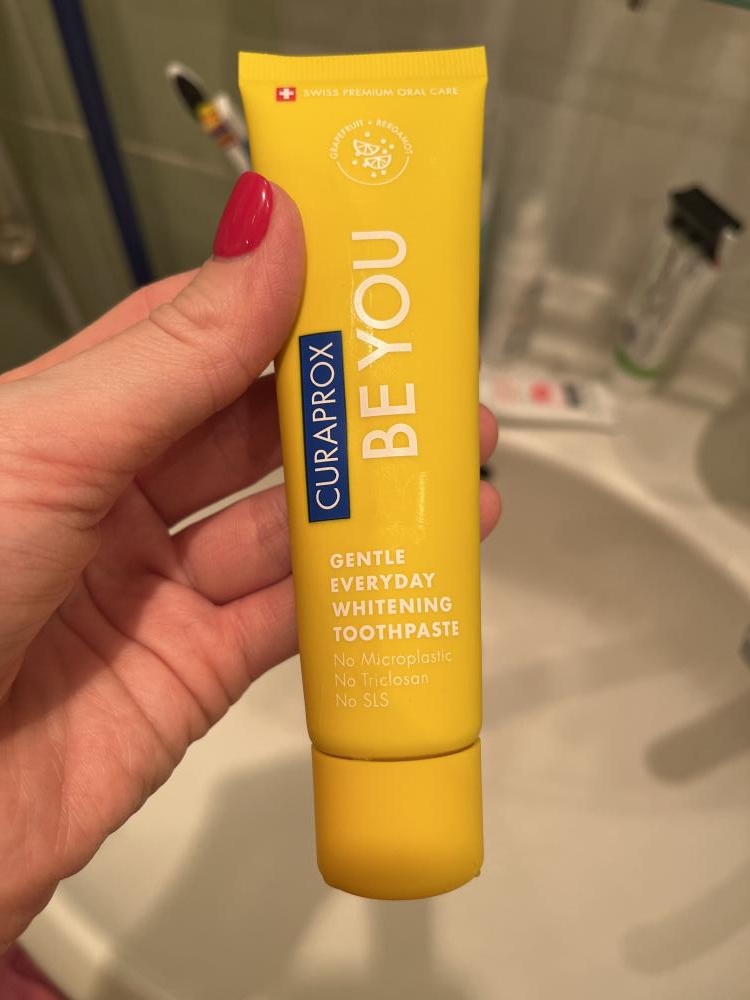 SWISS PREMIUM ORAL CARE
GRAPEFRUIT + BERGAMOT
BE YOU
CURAPROX
GENTLE
EVERYDAY
WHITENING
TOOTHPASTE
No Microplastic
No Triclosan
No SLS